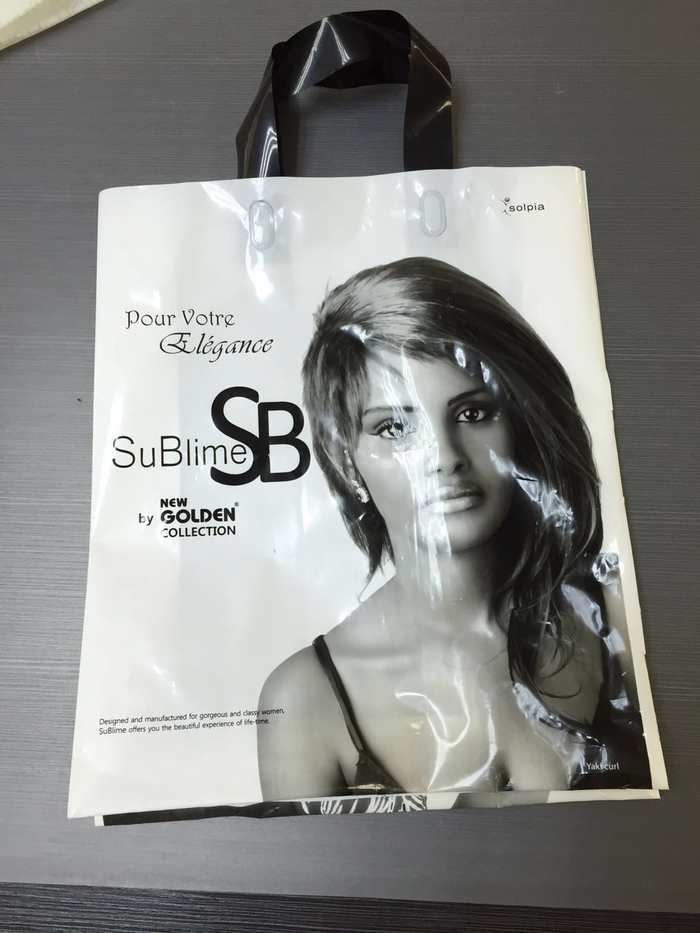 solpia
Pour Votre
Elégance
SB
SuBlime
NEW
by GOLDEN®
COLLECTION
Designed and manufactured for gorgeous and classy women,
SuBlime offers you the beautiful experience of life-time.
Yaki curl